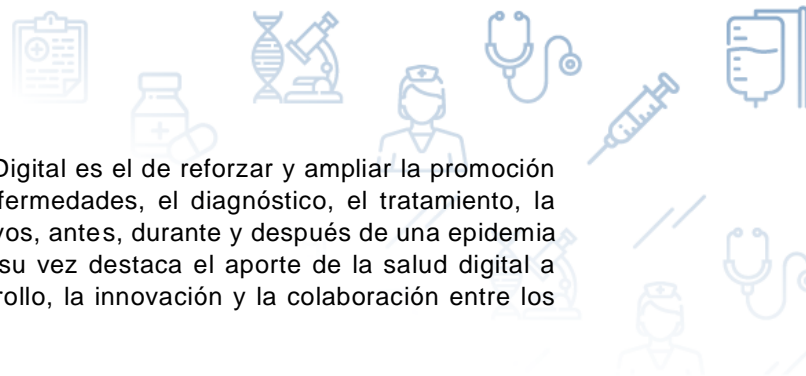 Digital es el de reforzar y ampliar la promoción
fermedades, el diagnóstico, el tratamiento, la
vos, antes, durante y después de una epidemia
su vez destaca el aporte de la salud digital a
rollo, la innovación y la colaboración entre los